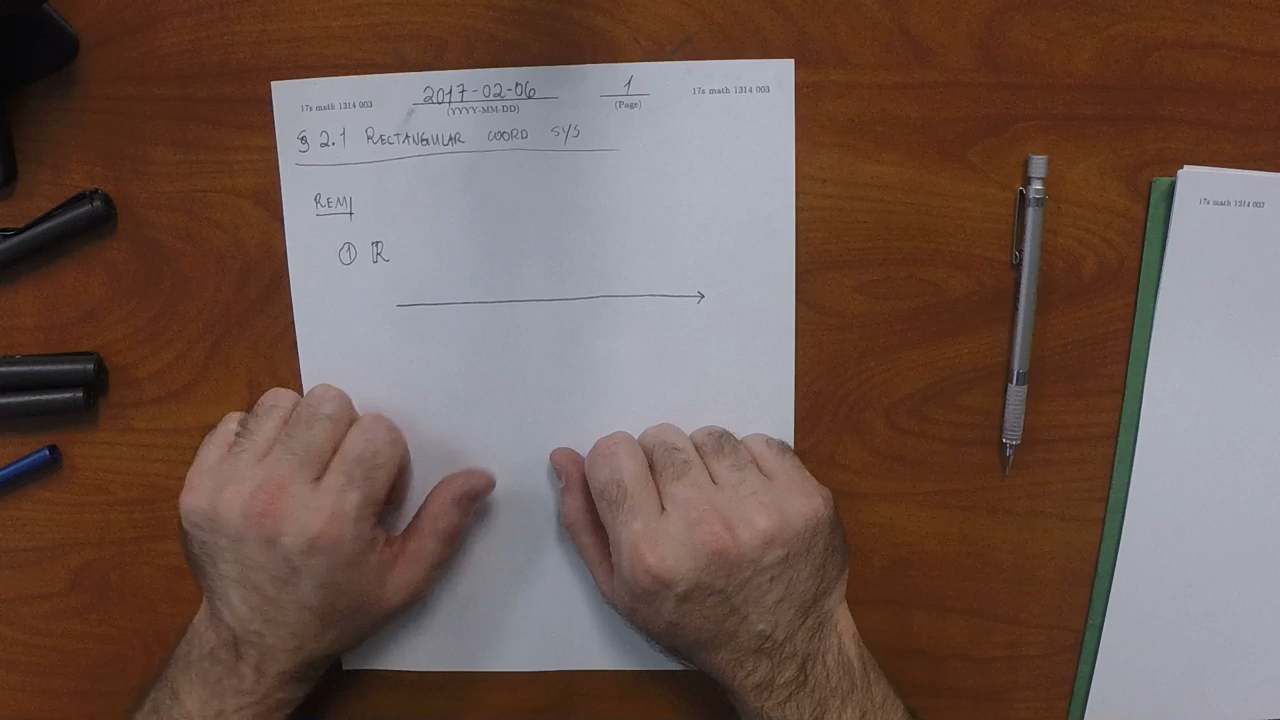 17s math 1314 003 2017-02-06 1 17s math 1314 003
(YYYY-MM-DD) (Page)
§ 2.1 RECTANGULAR COORD SYS
REM
① ℝ
17s math 1314 003